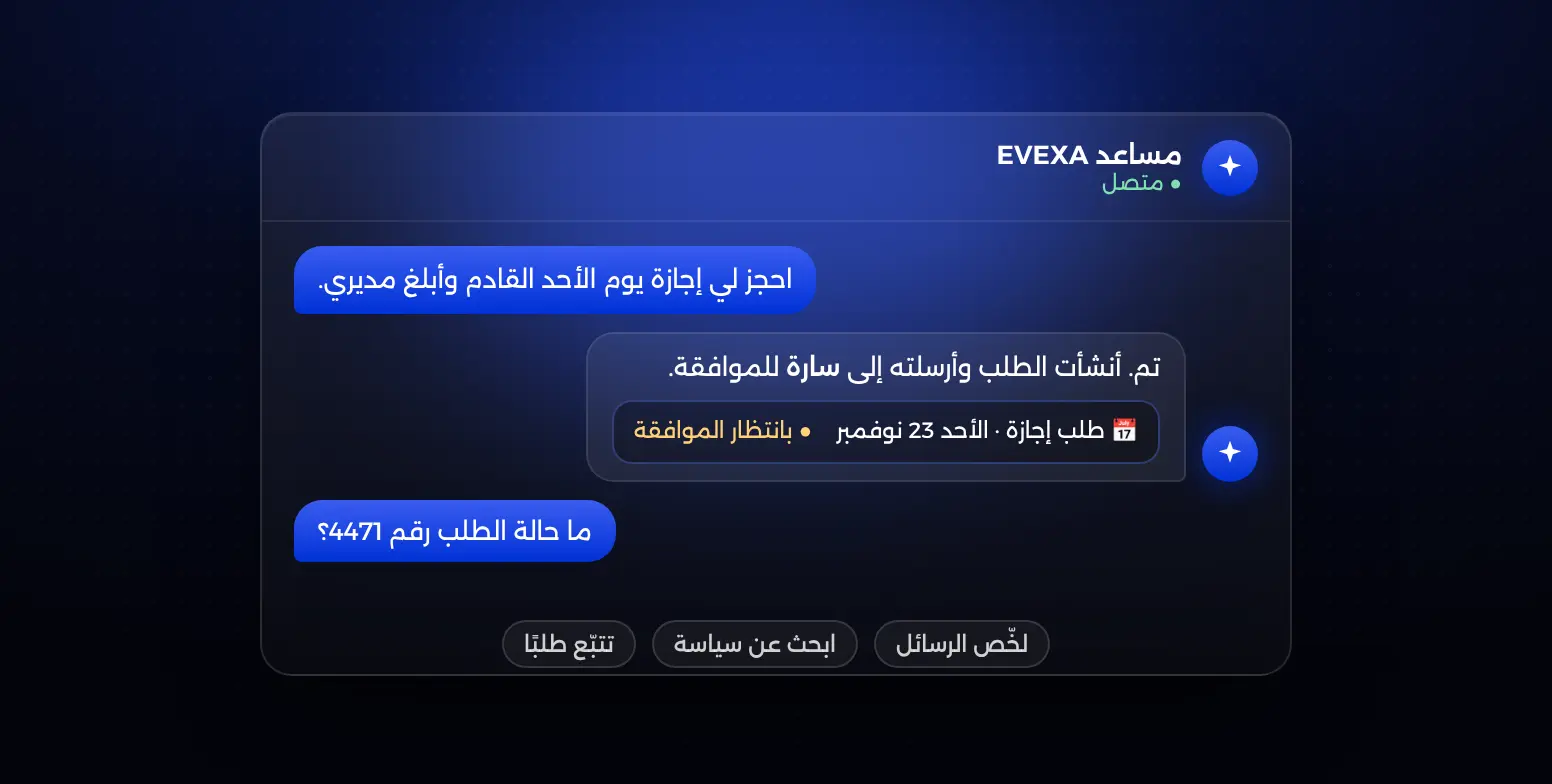 مساعد EVEXA
• متصل
احجز لي إجازة يوم الأحد القادم وأبلغ مديري.
تم. أنشأت الطلب وأرسلته إلى سارة للموافقة.
📅 طلب إجازة · الأحد 23 نوفمبر • بانتظار الموافقة
ما حالة الطلب رقم 4471؟
لخّص الرسائل ابحث عن سياسة تتبّع طلبًا